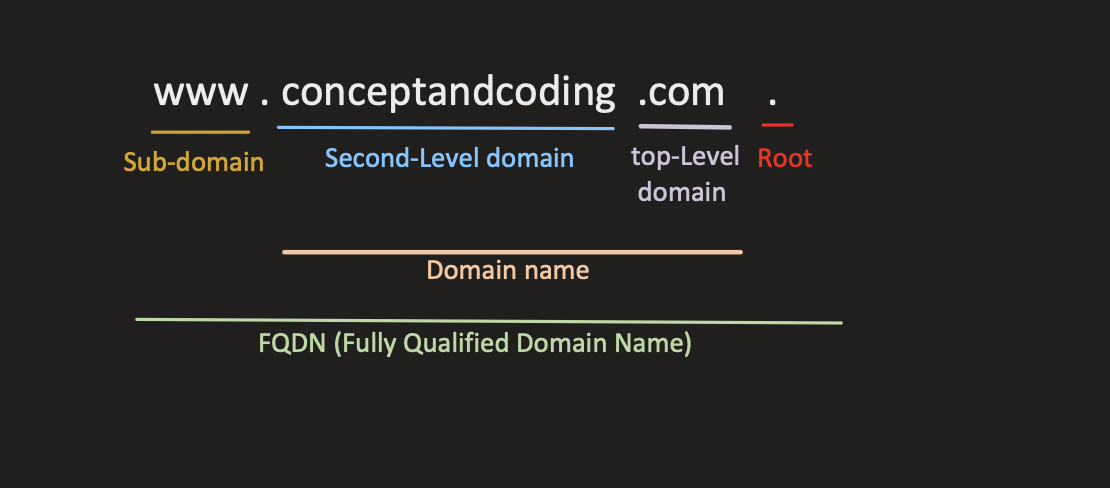 www . conceptandcoding .com .
Sub-domain Second-Level domain top-Level domain Root
Domain name
FQDN (Fully Qualified Domain Name)